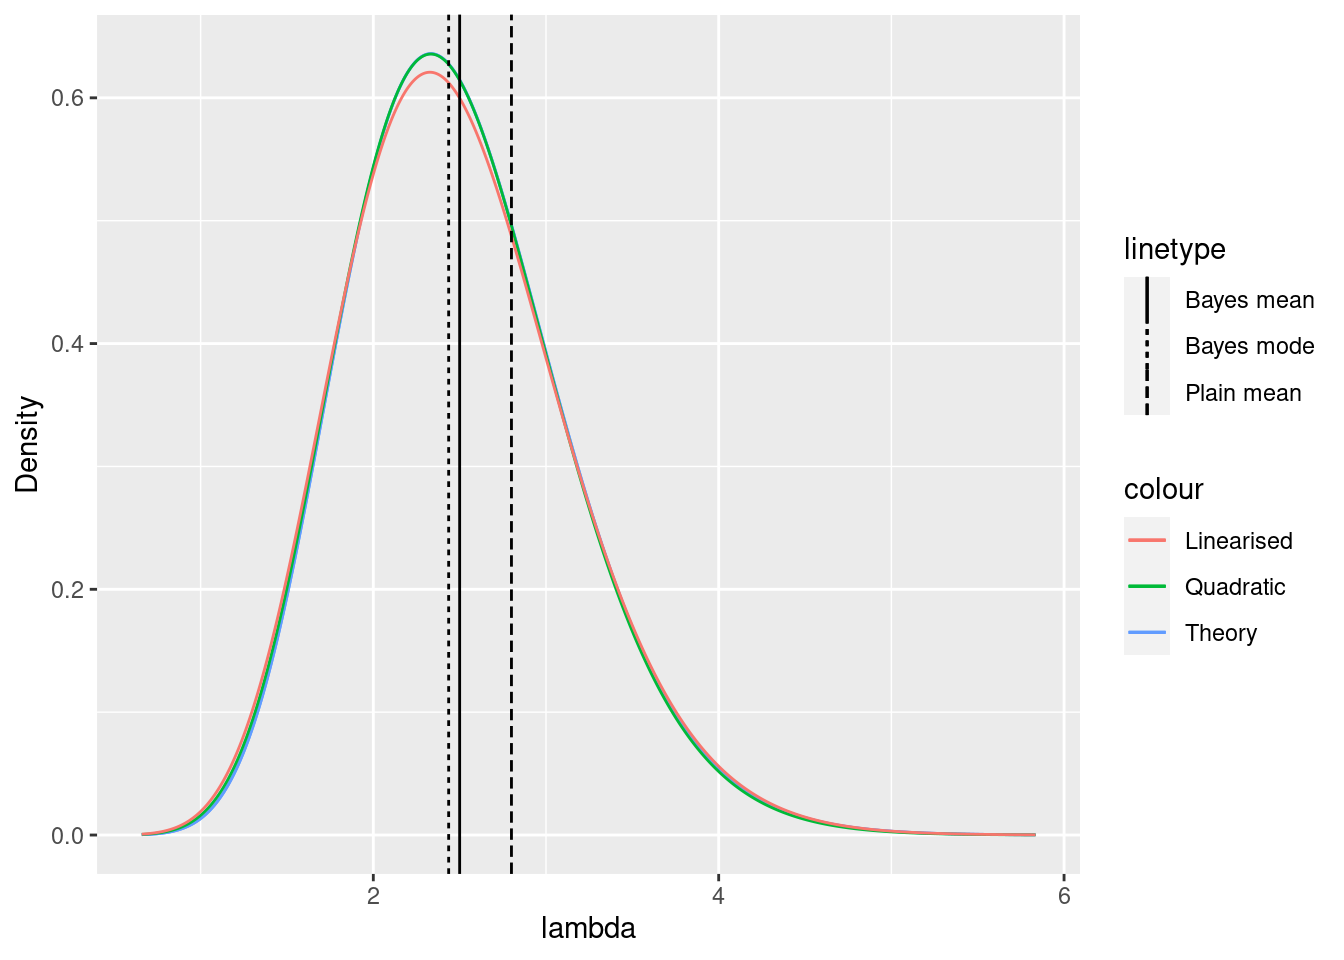 0.6
0.4
0.2
0.0
Density
2
4
6
lambda
linetype
Bayes mean
Bayes mode
Plain mean
colour
Linearised
Quadratic
Theory